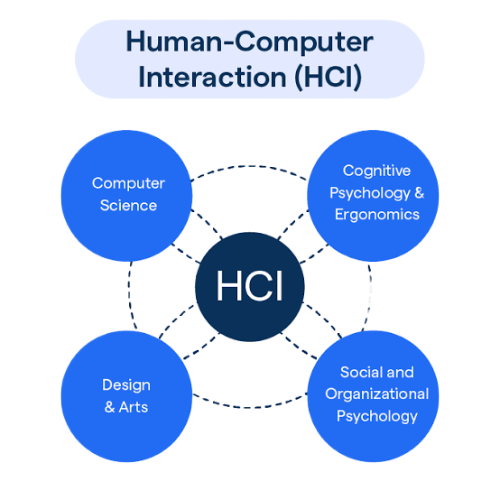 Human-Computer
Interaction (HCI)
Computer
Science
Cognitive
Psychology &
Ergonomics
HCI
Design
& Arts
Social and
Organizational
Psychology